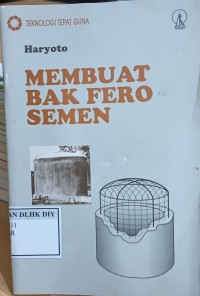 TEKNOLOGI TEPAT GUNA
Haryoto
MEMBUAT
BAK FERO
SEMEN
AN DLHK DIY